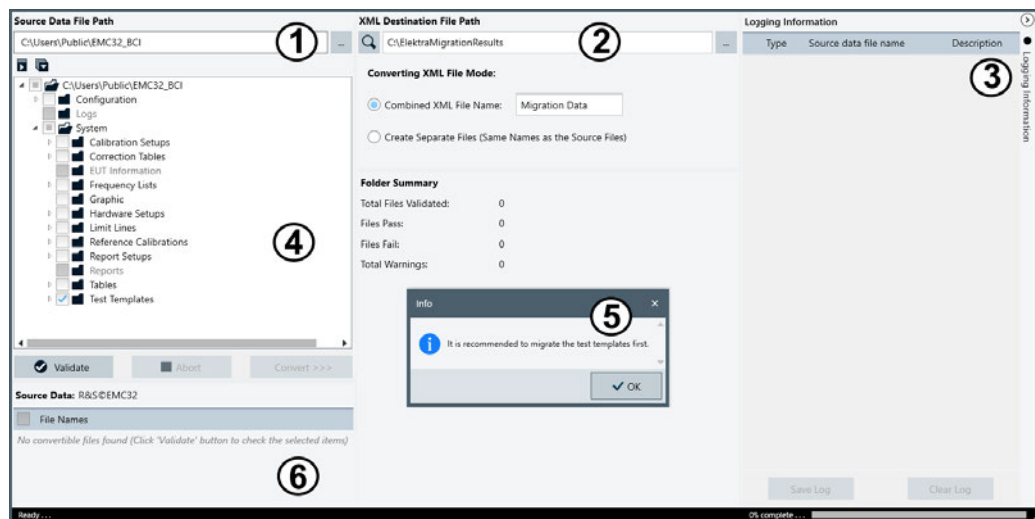 Source Data File Path
C:\Users\Public\EMC32_BCI
1
...
C:\Users\Public\EMC32_BCI
Configuration
Logs
System
Calibration Setups
Correction Tables
EUT Information
Frequency Lists
Graphic
Hardware Setups
Limit Lines
Reference Calibrations
Report Setups
Reports
Tables
Test Templates
4
Validate
Abort
Convert >>>
Source Data: R&S©EMC32
File Names
No convertible files found (Click 'Validate' button to check the selected items)
6
XML Destination File Path
C:\ElektraMigrationResults
2
...
Converting XML File Mode:
Combined XML File Name: Migration Data
Create Separate Files (Same Names as the Source Files)
Folder Summary
Total Files Validated: 0
Files Pass: 0
Files Fail: 0
Total Warnings: 0
Info
5
It is recommended to migrate the test templates first.
OK
Logging Information
Type Source data file name Description
3
Save Log
Clear Log
Logging Information
Ready . . .
0% complete . . .